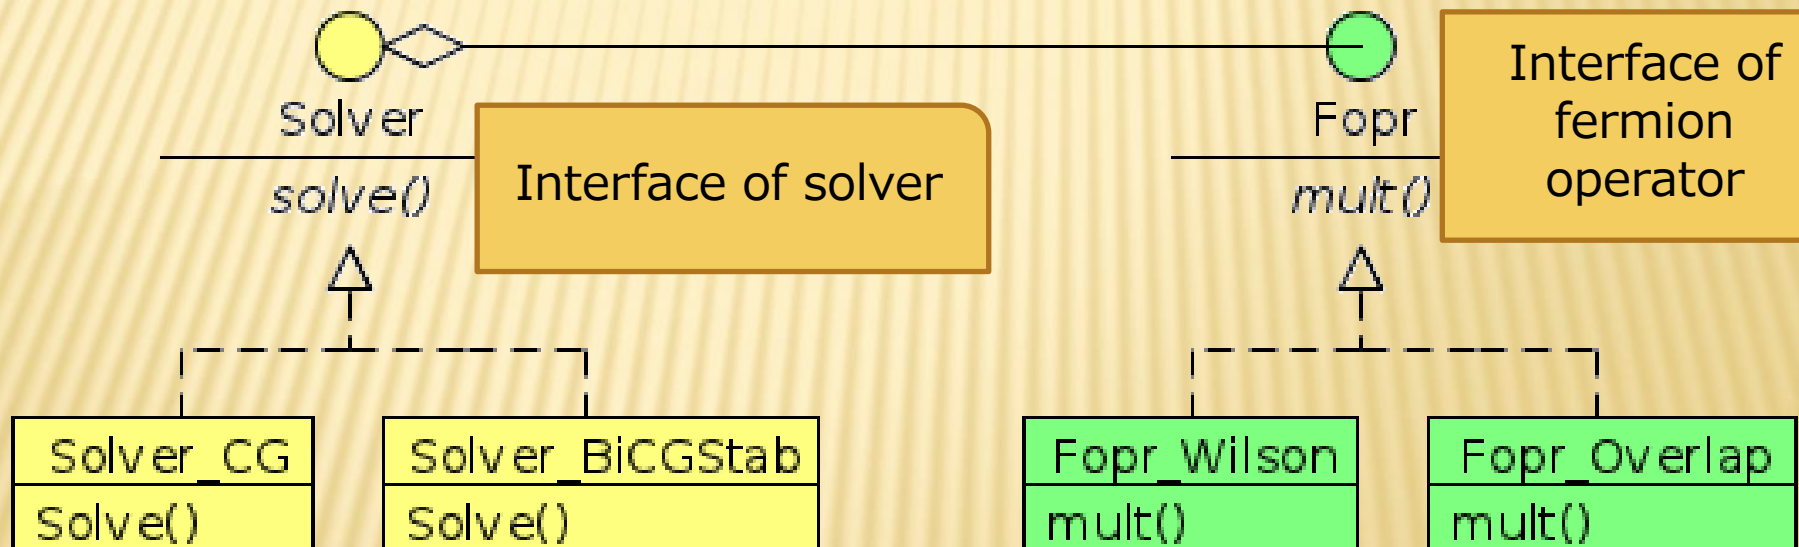 Solver
solve()
Interface of solver
Fopr
mult()
Interface of
fermion
operator
Solver_CG
Solve()
Solver_BiCGStab
Solve()
Fopr_Wilson
mult()
Fopr_Overlap
mult()